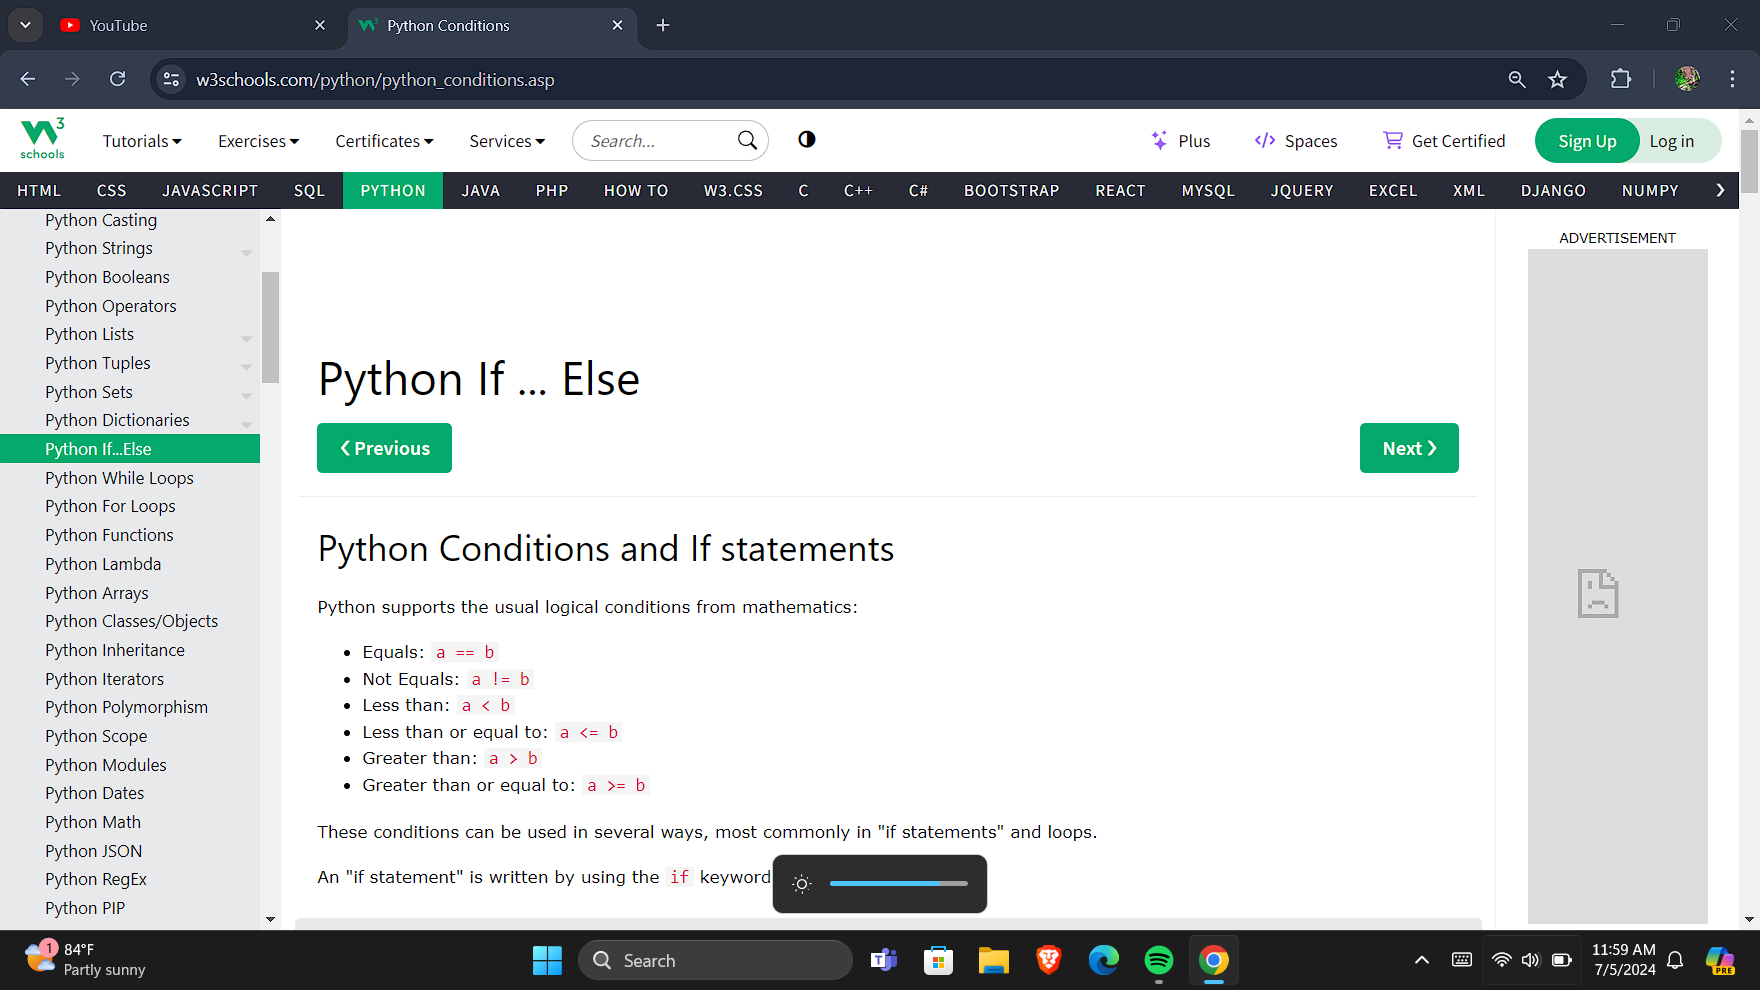 YouTube
Python Conditions
w3schools.com/python/python_conditions.asp
W3 schools
Tutorials Exercises Certificates Services Search... Plus Spaces Get Certified Sign Up Log in
HTML CSS JAVASCRIPT SQL PYTHON JAVA PHP HOW TO W3.CSS C C++ C# BOOTSTRAP REACT MYSQL JQUERY EXCEL XML DJANGO NUMPY
Python Casting
Python Strings
Python Booleans
Python Operators
Python Lists
Python Tuples
Python Sets
Python Dictionaries
Python If...Else
Python While Loops
Python For Loops
Python Functions
Python Lambda
Python Arrays
Python Classes/Objects
Python Inheritance
Python Iterators
Python Polymorphism
Python Scope
Python Modules
Python Dates
Python Math
Python JSON
Python RegEx
Python PIP
Python If ... Else
❮ Previous
Next ❯
Python Conditions and If statements
Python supports the usual logical conditions from mathematics:
• Equals: a == b
• Not Equals: a != b
• Less than: a < b
• Less than or equal to: a <= b
• Greater than: a > b
• Greater than or equal to: a >= b
These conditions can be used in several ways, most commonly in "if statements" and loops.
An "if statement" is written by using the if keyword
ADVERTISEMENT
1
84°F
Partly sunny
Search
T
PRE
11:59 AM
7/5/2024